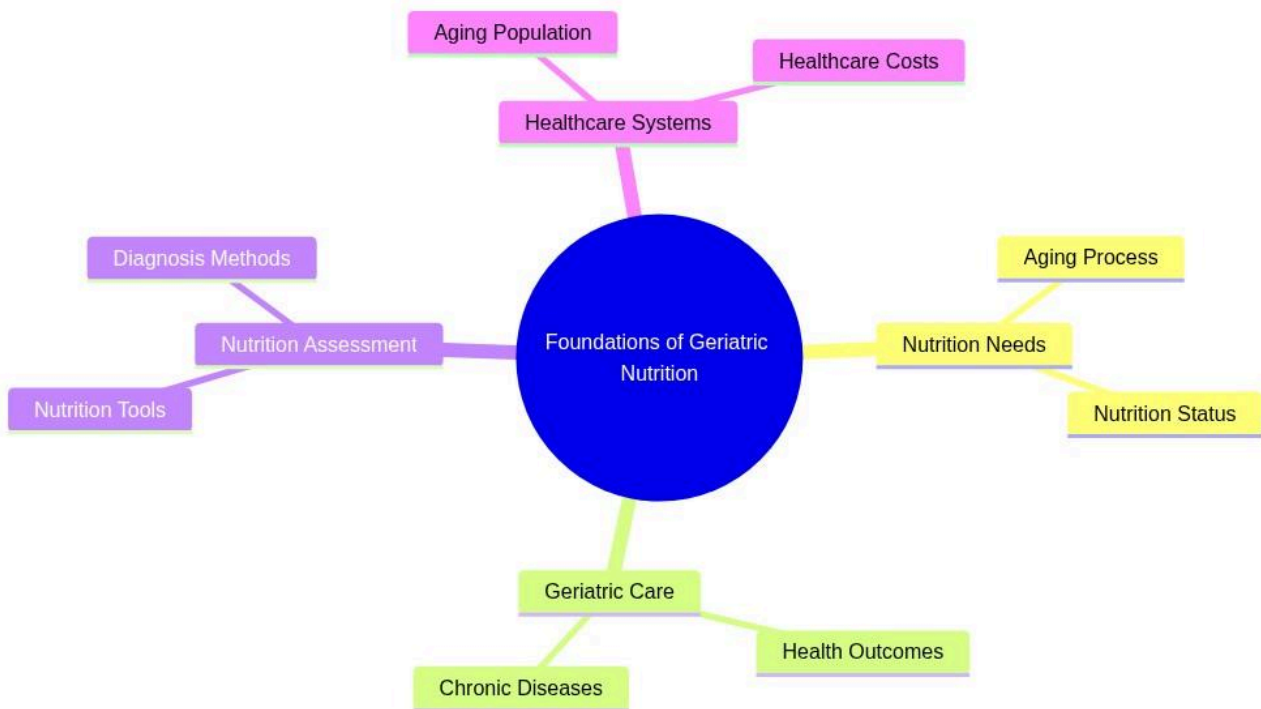 Aging Population
Healthcare Costs
Healthcare Systems
Diagnosis Methods
Aging Process
Nutrition Assessment
Foundations of Geriatric
Nutrition
Nutrition Needs
Nutrition Tools
Nutrition Status
Geriatric Care
Health Outcomes
Chronic Diseases